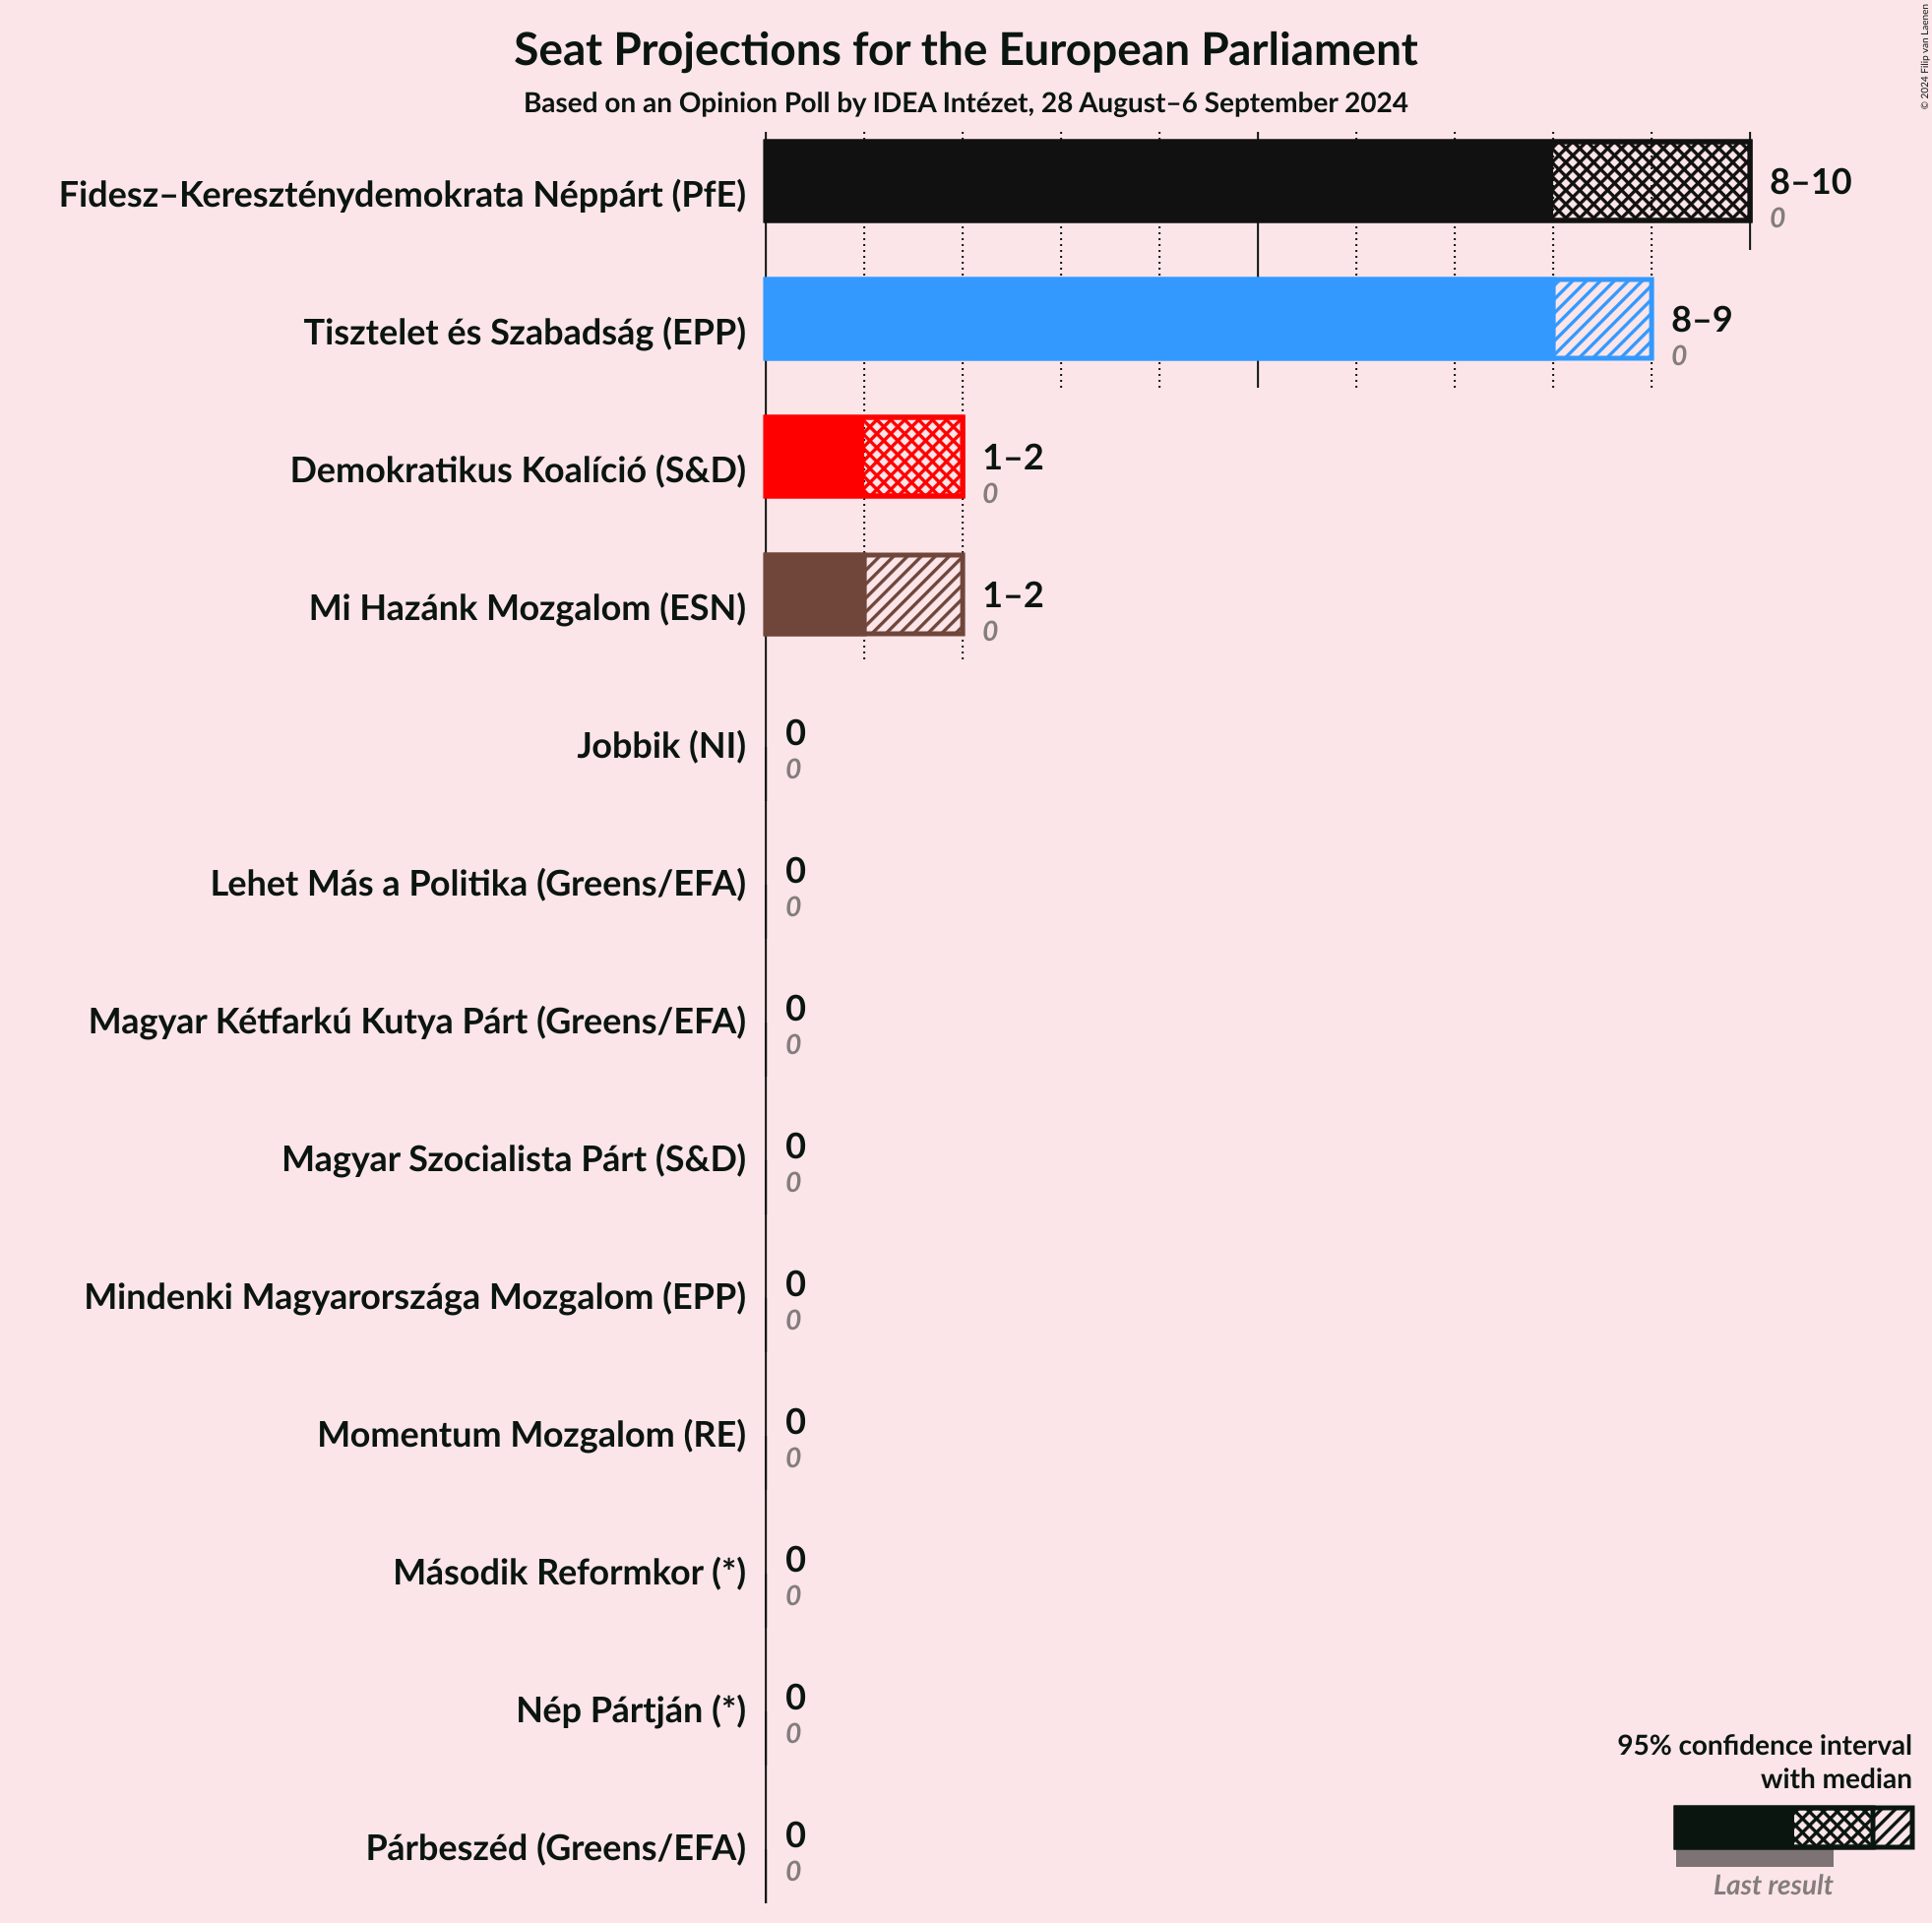 Seat Projections for the European Parliament
Based on an Opinion Poll by IDEA Intézet, 28 August–6 September 2024
© 2024 Filip van Laenen
Fidesz–Kereszténydemokrata Néppárt (PfE)
8–10
0
Tisztelet és Szabadság (EPP)
8–9
0
Demokratikus Koalíció (S&D)
1–2
0
Mi Hazánk Mozgalom (ESN)
1–2
0
Jobbik (NI)
0
0
Lehet Más a Politika (Greens/EFA)
0
0
Magyar Kétfarkú Kutya Párt (Greens/EFA)
0
0
Magyar Szocialista Párt (S&D)
0
0
Mindenki Magyarországa Mozgalom (EPP)
0
0
Momentum Mozgalom (RE)
0
0
Második Reformkor (*)
0
0
Nép Pártján (*)
0
0
Párbeszéd (Greens/EFA)
0
0
95% confidence interval
with median
Last result